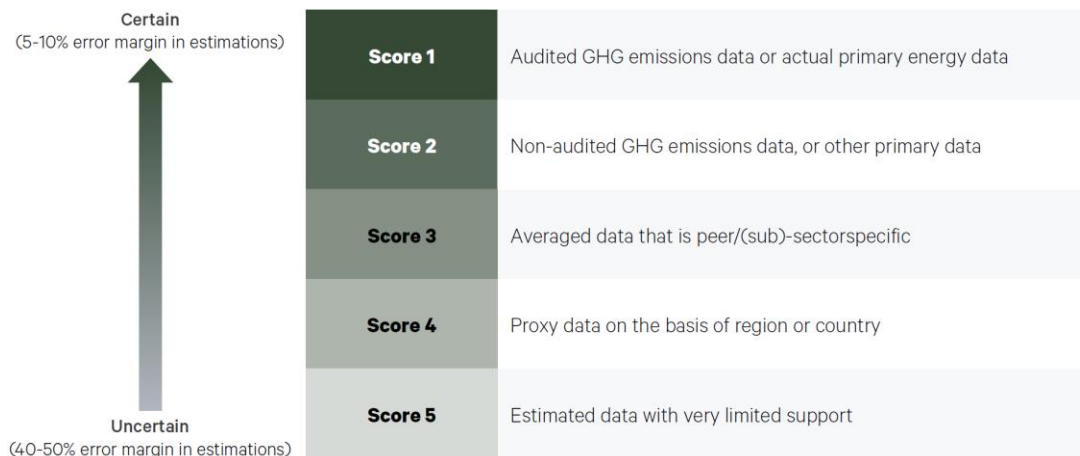 Certain
(5-10% error margin in estimations)
Score 1
Audited GHG emissions data or actual primary energy data
Score 2
Non-audited GHG emissions data, or other primary data
Score 3
Averaged data that is peer/(sub)-sectorspecific
Score 4
Proxy data on the basis of region or country
Score 5
Estimated data with very limited support
Uncertain
(40-50% error margin in estimations)